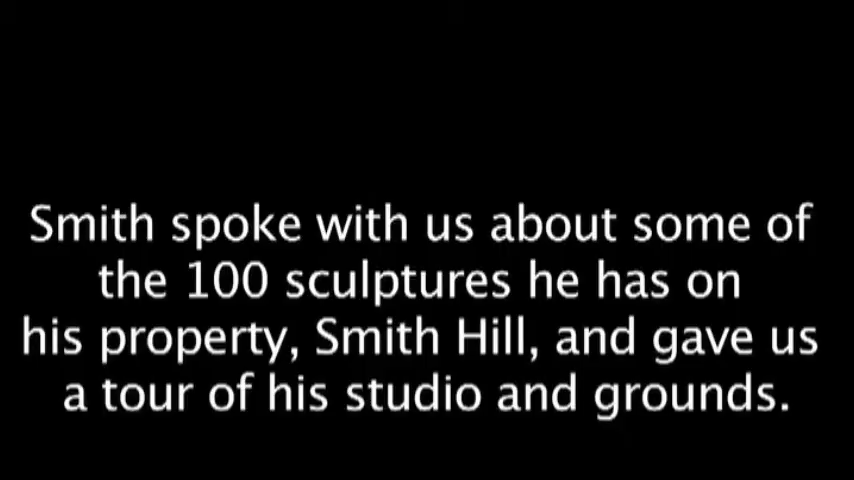 Smith spoke with us about some of
the 100 sculptures he has on
his property, Smith Hill, and gave us
a tour of his studio and grounds.